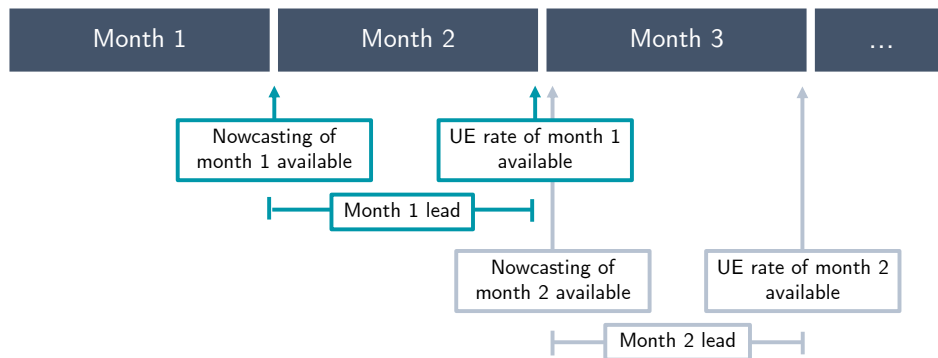 Month 1
Month 2
Month 3
...
Nowcasting of
month 1 available
UE rate of month 1
available
Month 1 lead
Nowcasting of
month 2 available
UE rate of month 2
available
Month 2 lead